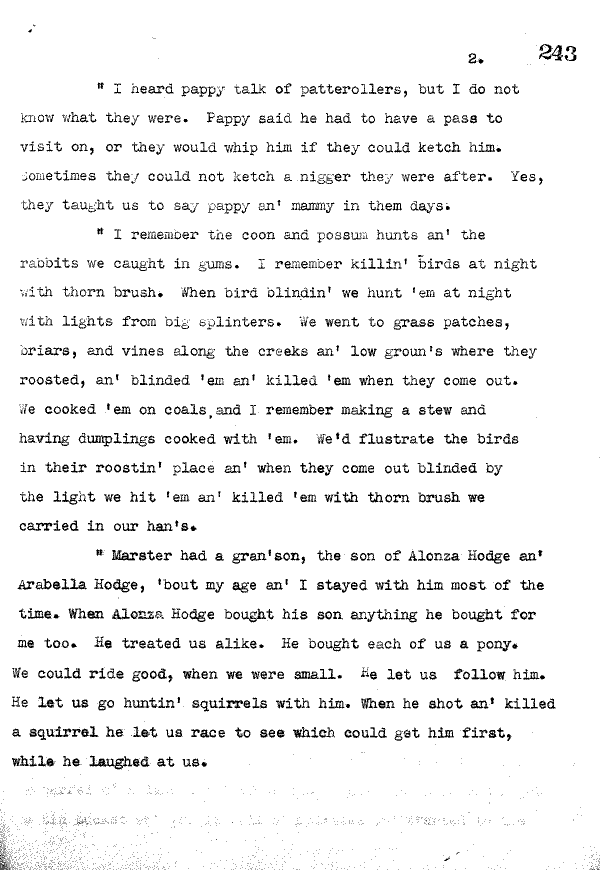 2. 243
" I heard pappy talk of patterollers, but I do not
know what they were. Pappy said he had to have a pass to
visit on, or they would whip him if they could ketch him.
Sometimes they could not ketch a nigger they were after. Yes,
they taught us to say pappy an' mammy in them days.
" I remember the coon and possum hunts an' the
rabbits we caught in gums. I remember killin' birds at night
with thorn brush. When bird blindin' we hunt 'em at night
with lights from big splinters. We went to grass patches,
briars, and vines along the creeks an' low groun's where they
roosted, an' blinded 'em an' killed 'em when they come out.
We cooked 'em on coals, and I remember making a stew and
having dumplings cooked with 'em. We'd flustrate the birds
in their roostin' place an' when they come out blinded by
the light we hit 'em an' killed 'em with thorn brush we
carried in our han's.
" Marster had a gran'son, the son of Alonza Hodge an'
Arabella Hodge, 'bout my age an' I stayed with him most of the
time. When Alonza Hodge bought his son anything he bought for
me too. He treated us alike. He bought each of us a pony.
We could ride good, when we were small. He let us follow him.
He let us go huntin' squirrels with him. When he shot an' killed
a squirrel he let us race to see which could get him first,
while he laughed at us.